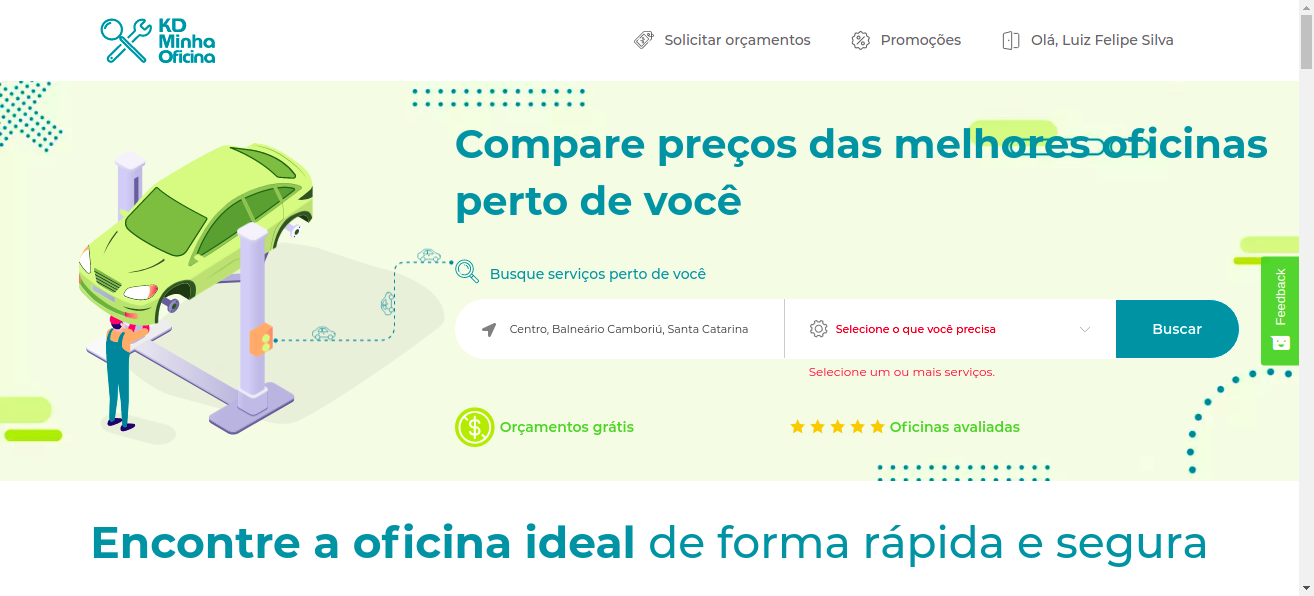 KD
Minha
Oficina
Solicitar orçamentos
Promoções
Olá, Luiz Felipe Silva
Compare preços das melhores oficinas
perto de você
Busque serviços perto de você
Centro, Balneário Camboriú, Santa Catarina
Selecione o que você precisa
Buscar
Selecione um ou mais serviços.
Orçamentos grátis
Oficinas avaliadas
Feedback
Encontre a oficina ideal de forma rápida e segura